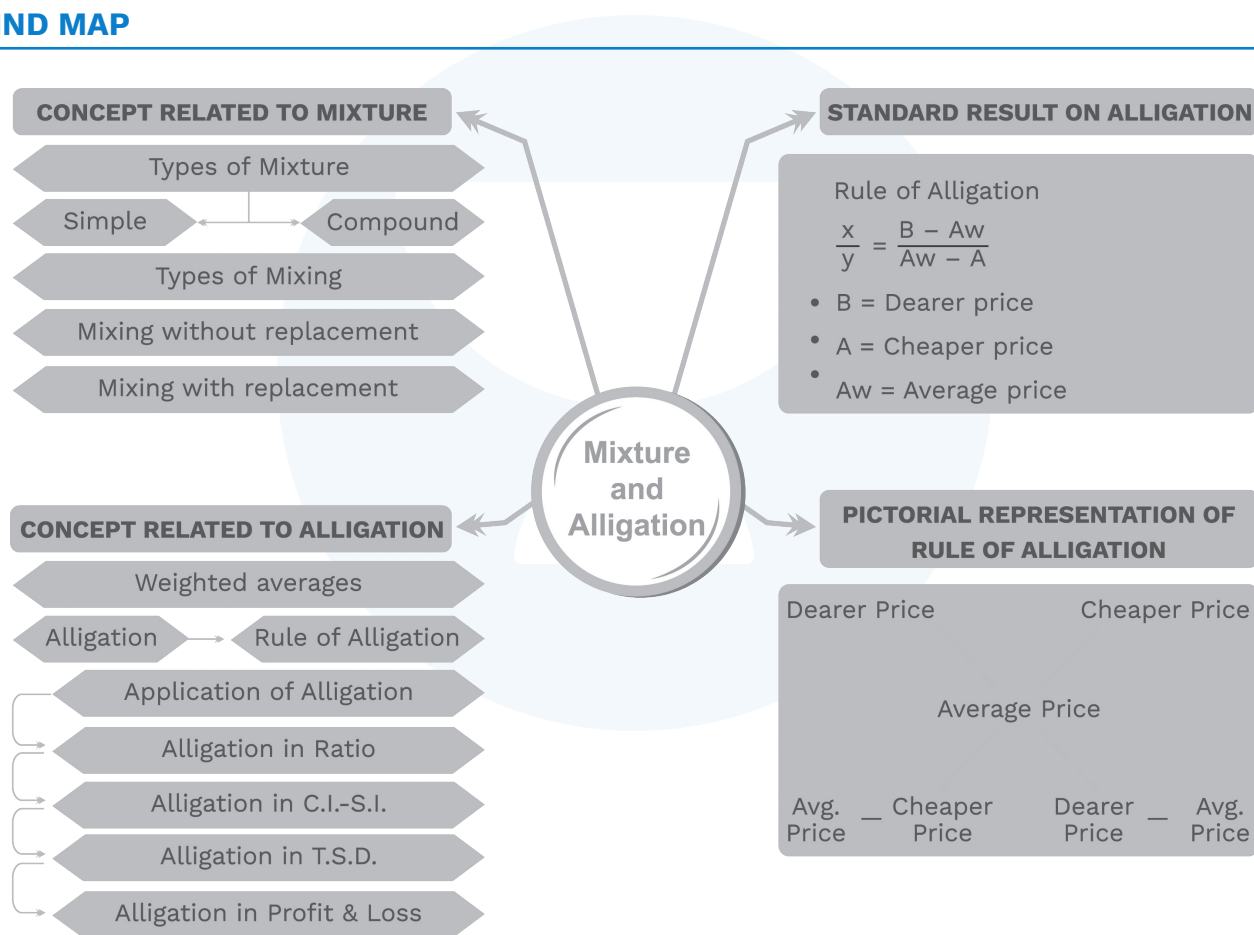 IND MAP
CONCEPT RELATED TO MIXTURE
Types of Mixture
Simple
Compound
Types of Mixing
Mixing without replacement
Mixing with replacement
STANDARD RESULT ON ALLIGATION
Rule of Alligation
x/y = B – Aw/Aw – A
• B = Dearer price
• A = Cheaper price
• Aw = Average price
Mixture
and
Alligation
CONCEPT RELATED TO ALLIGATION
Weighted averages
Alligation
Rule of Alligation
Application of Alligation
Alligation in Ratio
Alligation in C.I.-S.I.
Alligation in T.S.D.
Alligation in Profit & Loss
PICTORIAL REPRESENTATION OF
RULE OF ALLIGATION
Dearer Price
Cheaper Price
Average Price
Avg. — Cheaper
Price Price
Dearer — Avg.
Price Price